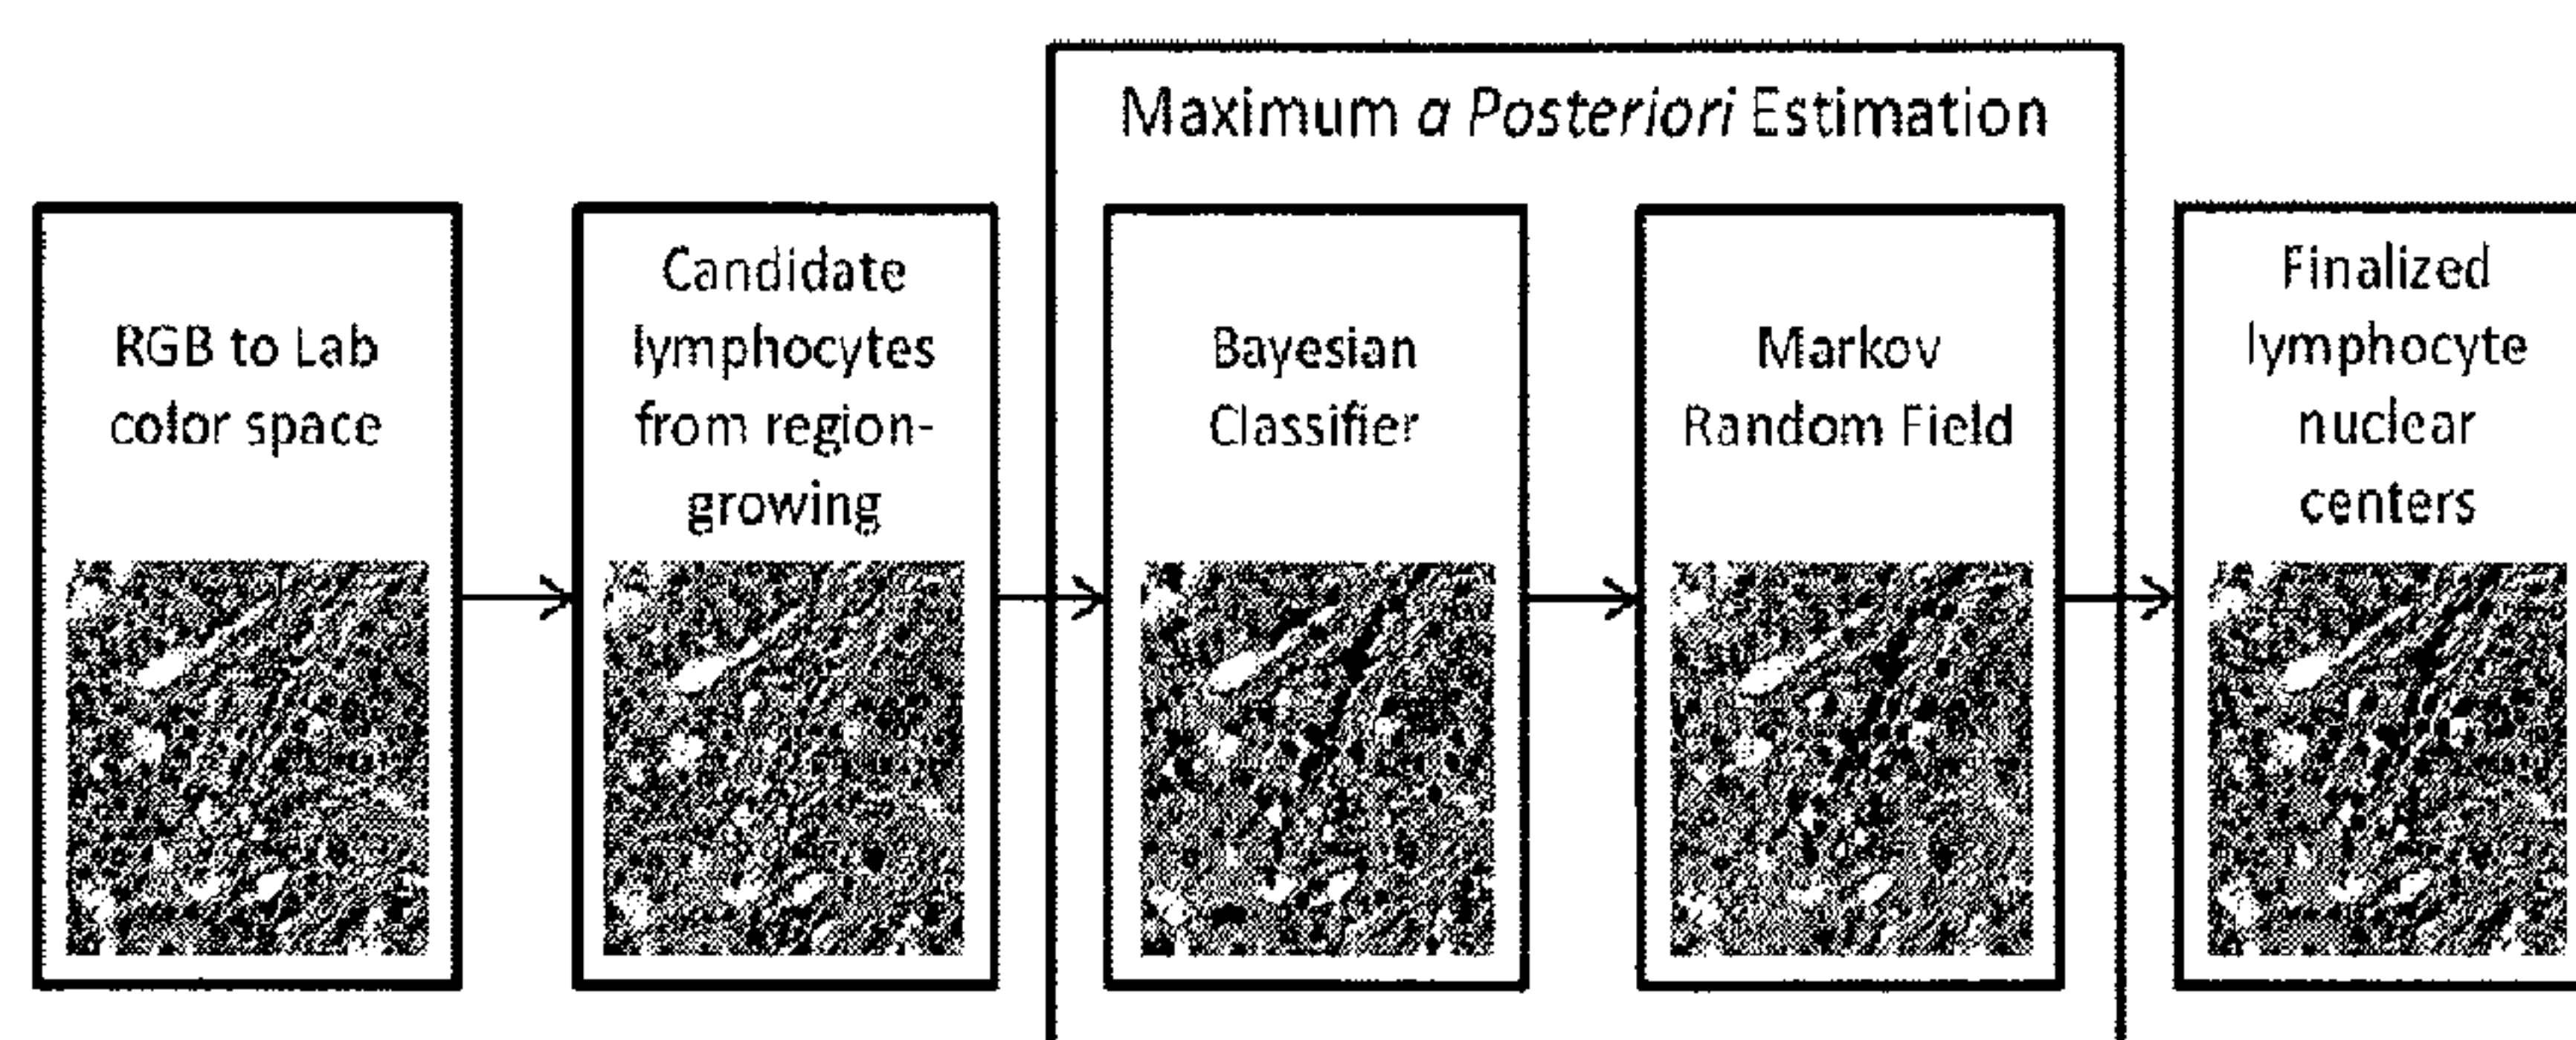 Maximum a Posteriori Estimation
RGB to Lab
color space
Candidate
lymphocytes
from region-
growing
Bayesian
Classifier
Markov
Random Field
Finalized
lymphocyte
nuclear
centers